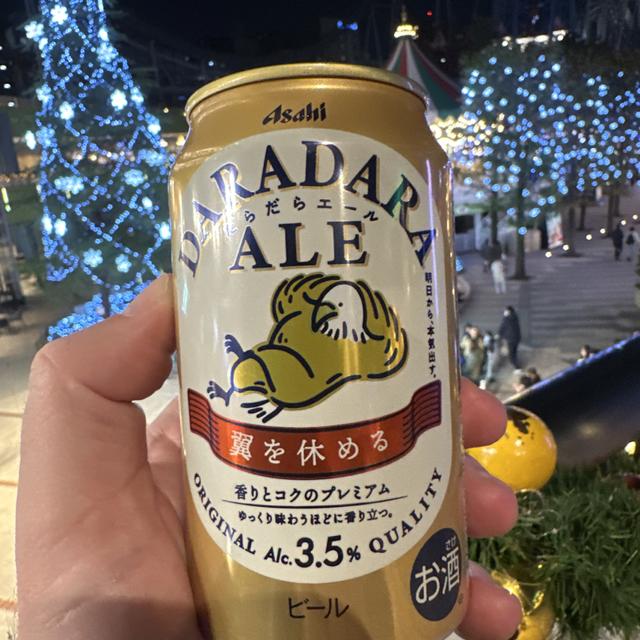 Asahi
DARADARA
だらだらエール
ALE
明日から、本気出す。
翼を休める
香りとコクのプレミアム
ゆっくり味わうほどに香り立つ。
ORIGINAL Alc.3.5% QUALITY
さけ
お酒
ビール